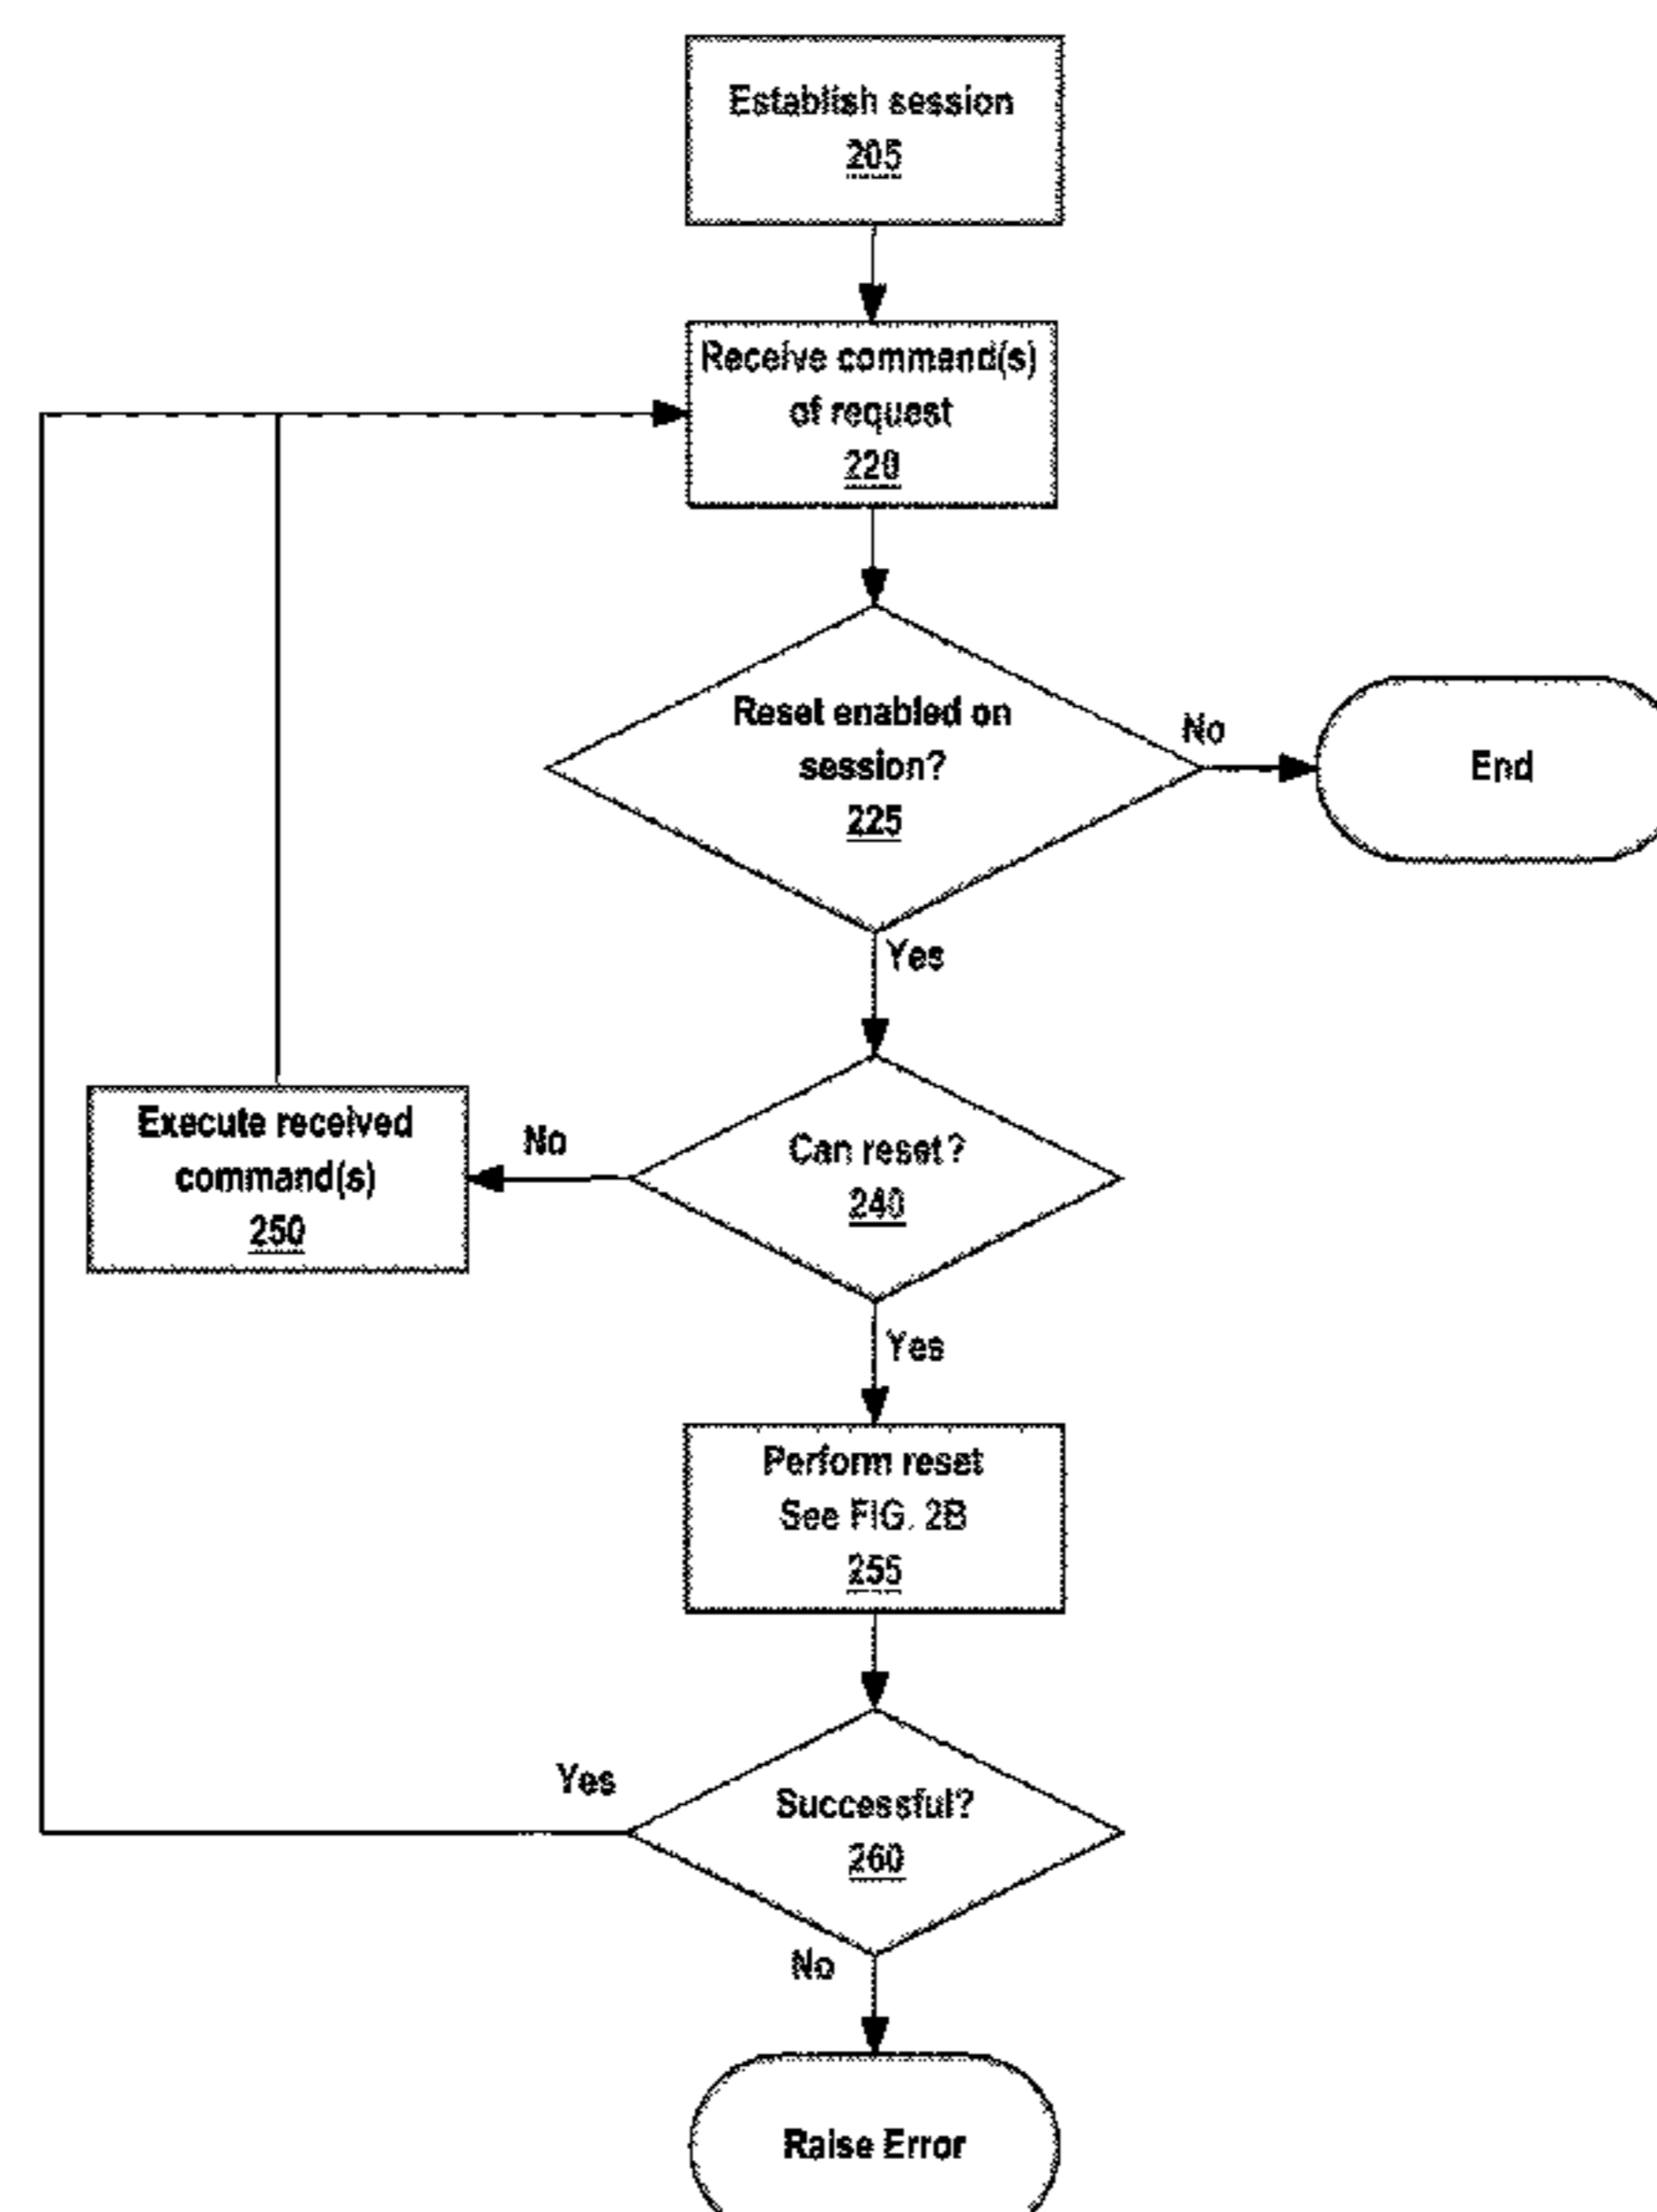 Establish session
205
Receive command(s)
of request
220
Reset enabled on
session?
225
No
End
Yes
Execute received
command(s)
250
No
Can reset?
240
Yes
Perform reset
See FIG. 2B
255
Yes
Successful?
260
No
Raise Error